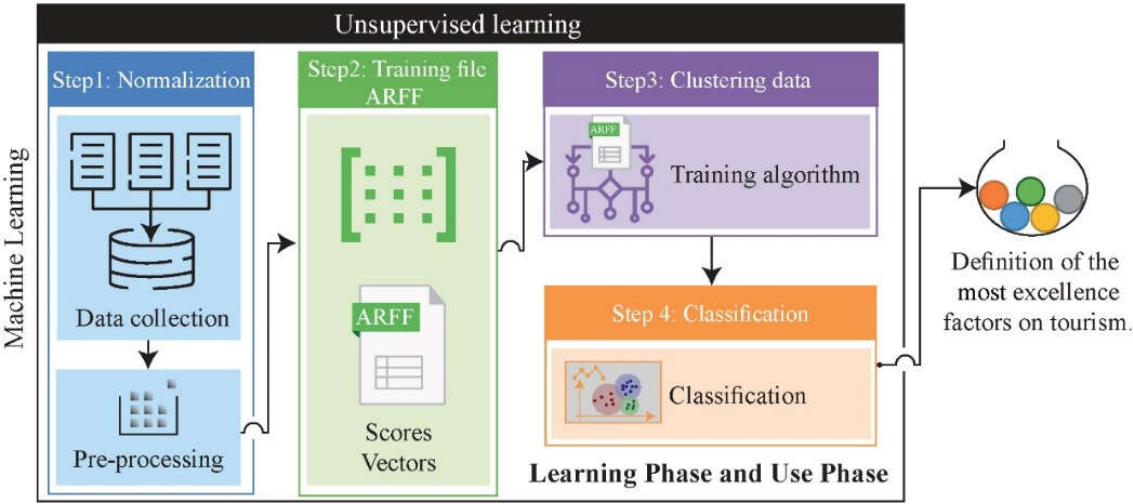 Unsupervised learning
Machine Learning
Step1: Normalization
Data collection
Pre-processing
Step2: Training file
ARFF
ARFF
Scores
Vectors
Step3: Clustering data
ARFF
Training algorithm
Step 4: Classification
Classification
Learning Phase and Use Phase
Definition of the
most excellence
factors on tourism.